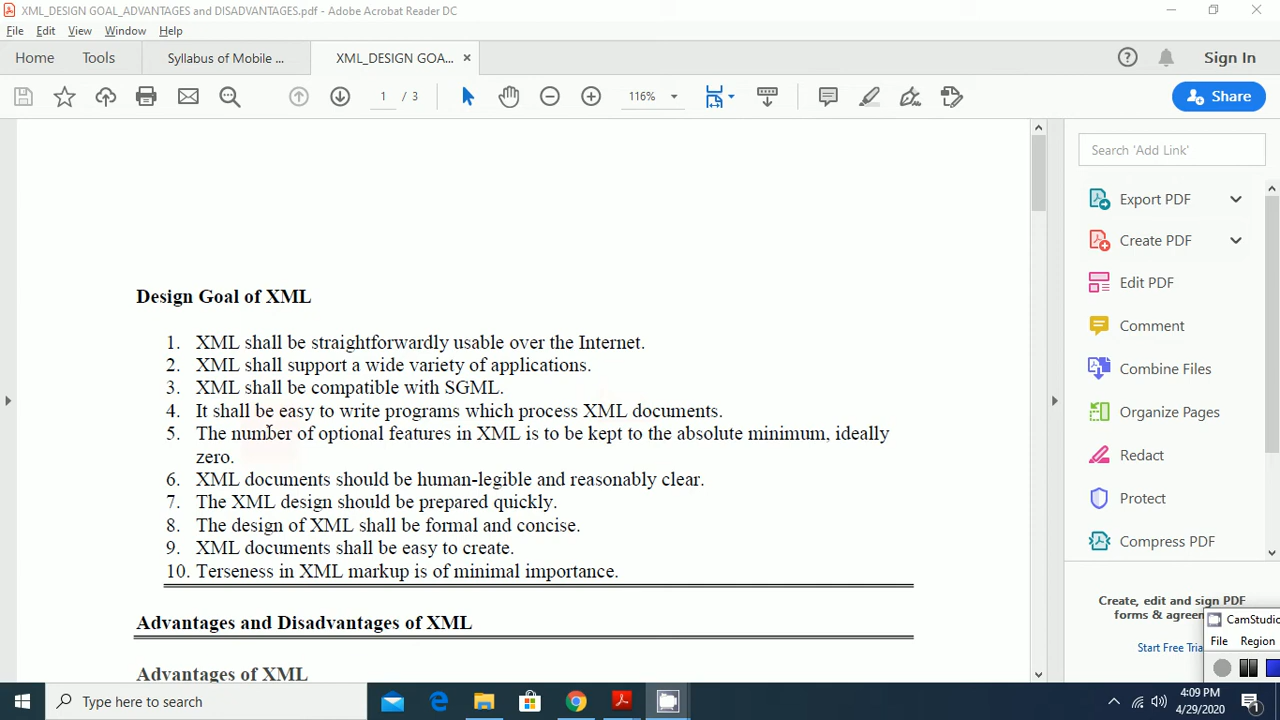 XML_DESIGN GOAL_ADVANTAGES and DISADVANTAGES.pdf - Adobe Acrobat Reader DC
File Edit View Window Help
Home Tools Syllabus of Mobile ... XML_DESIGN GOA... × Sign In
1 / 3 116% Share
Search 'Add Link'
Export PDF
Create PDF
Edit PDF
Comment
Combine Files
Organize Pages
Redact
Protect
Compress PDF
Create, edit and sign PDF
forms & agreem
Start Free Tria
Design Goal of XML
1. XML shall be straightforwardly usable over the Internet.
2. XML shall support a wide variety of applications.
3. XML shall be compatible with SGML.
4. It shall be easy to write programs which process XML documents.
5. The number of optional features in XML is to be kept to the absolute minimum, ideally
zero.
6. XML documents should be human-legible and reasonably clear.
7. The XML design should be prepared quickly.
8. The design of XML shall be formal and concise.
9. XML documents shall be easy to create.
10. Terseness in XML markup is of minimal importance.
Advantages and Disadvantages of XML
Advantages of XML
CamStudio
File Region
Type here to search
4:09 PM
4/29/2020
1